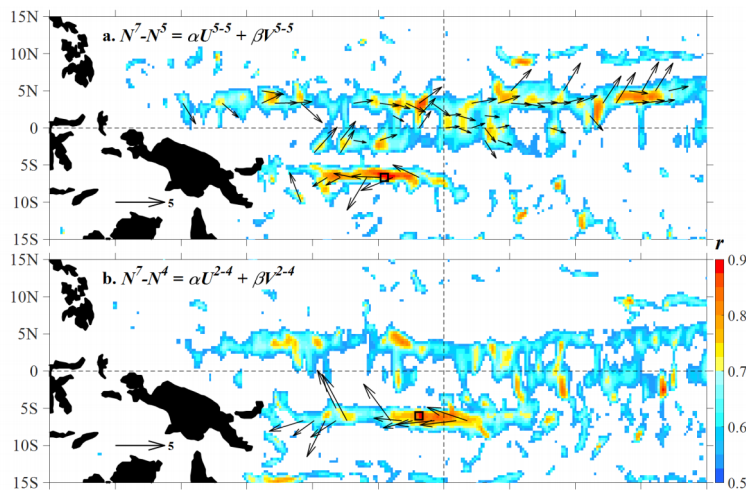 15N
a. N⁷-N⁵ = αU⁵⁻⁵ + βV⁵⁻⁵
10N
5N
0
5S
10S
5
15S
r
15N
b. N⁷-N⁴ = αU²⁻⁴ + βV²⁻⁴
0.9
10N
5N
0.8
0
0.7
5S
0.6
10S
5
15S
0.5